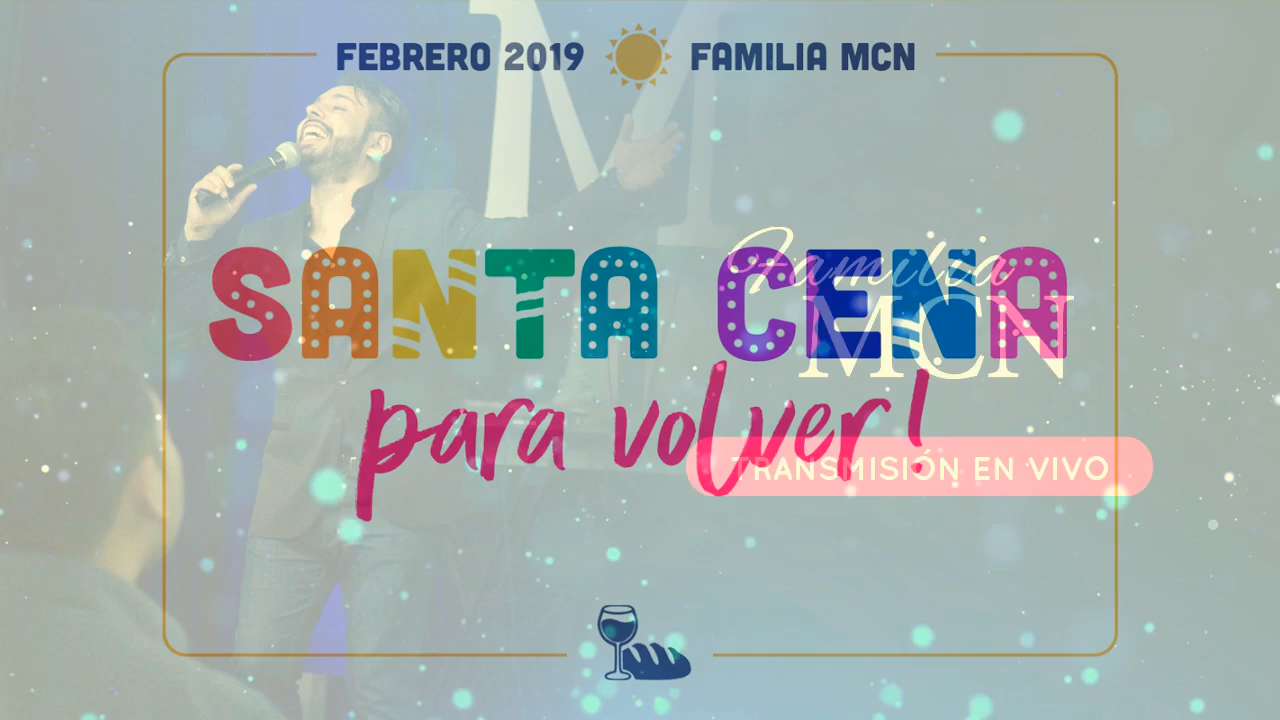 FEBRERO 2019 FAMILIA MCN
M
SANTA CENA
para volver!
Familia
MCN
TRANSMISIÓN EN VIVO